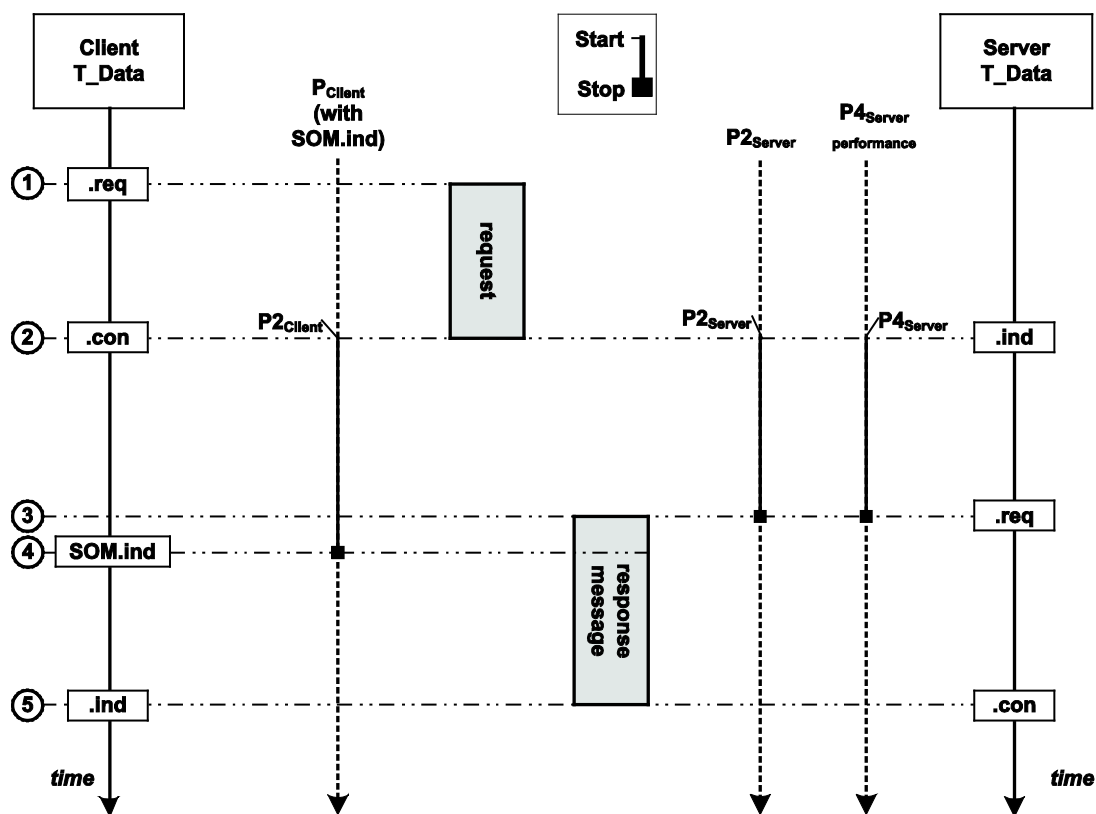 Client
T_Data
Start
Stop
Server
T_Data
PClient
(with
SOM.ind)
P2Server
P4Server
performance
1
.req
request
P2Client
P2Server
P4Server
2
.con
.ind
3
.req
4
SOM.ind
response
message
5
.ind
.con
time
time